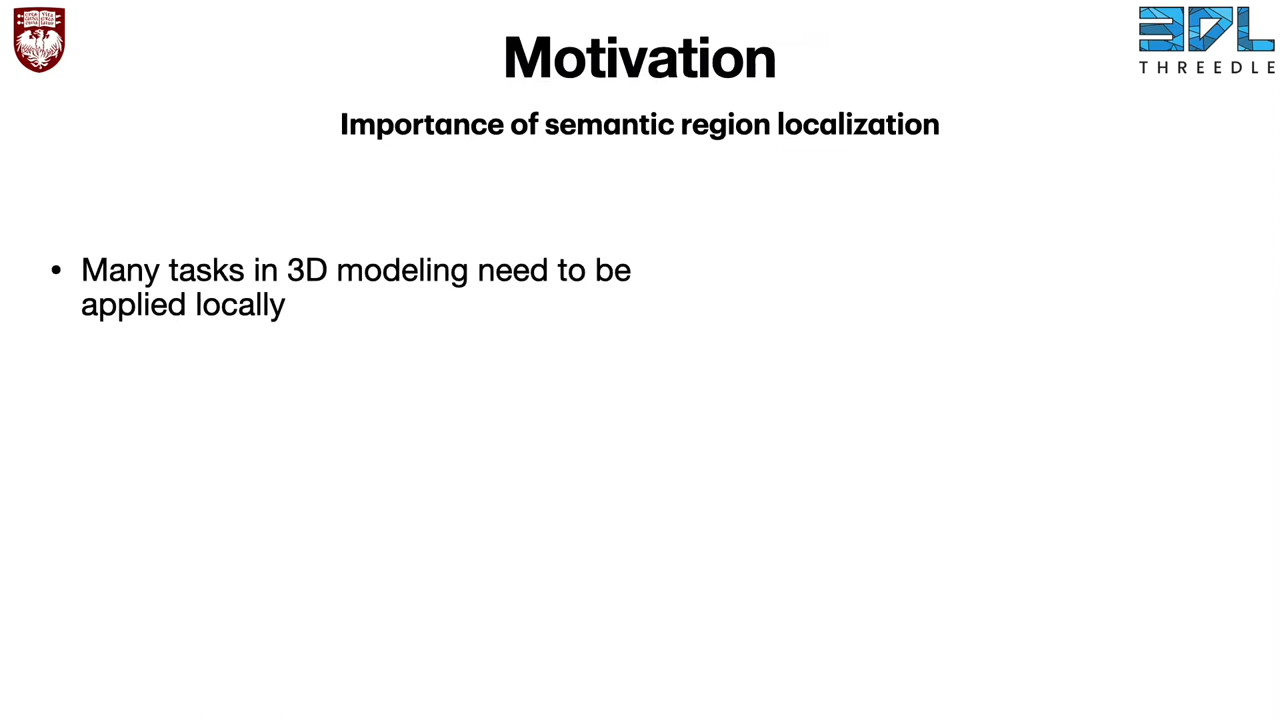 Motivation
3DL
THREEDLE
Importance of semantic region localization
• Many tasks in 3D modeling need to be
applied locally